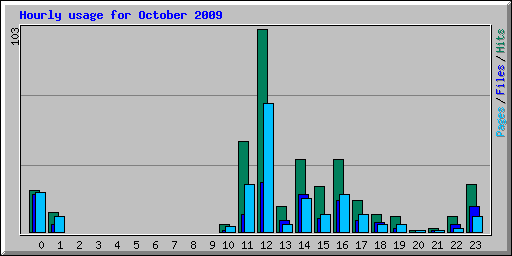 Hourly usage for October 2009
103
Pages / Files / Hits
0 1 2 3 4 5 6 7 8 9 10 11 12 13 14 15 16 17 18 19 20 21 22 23